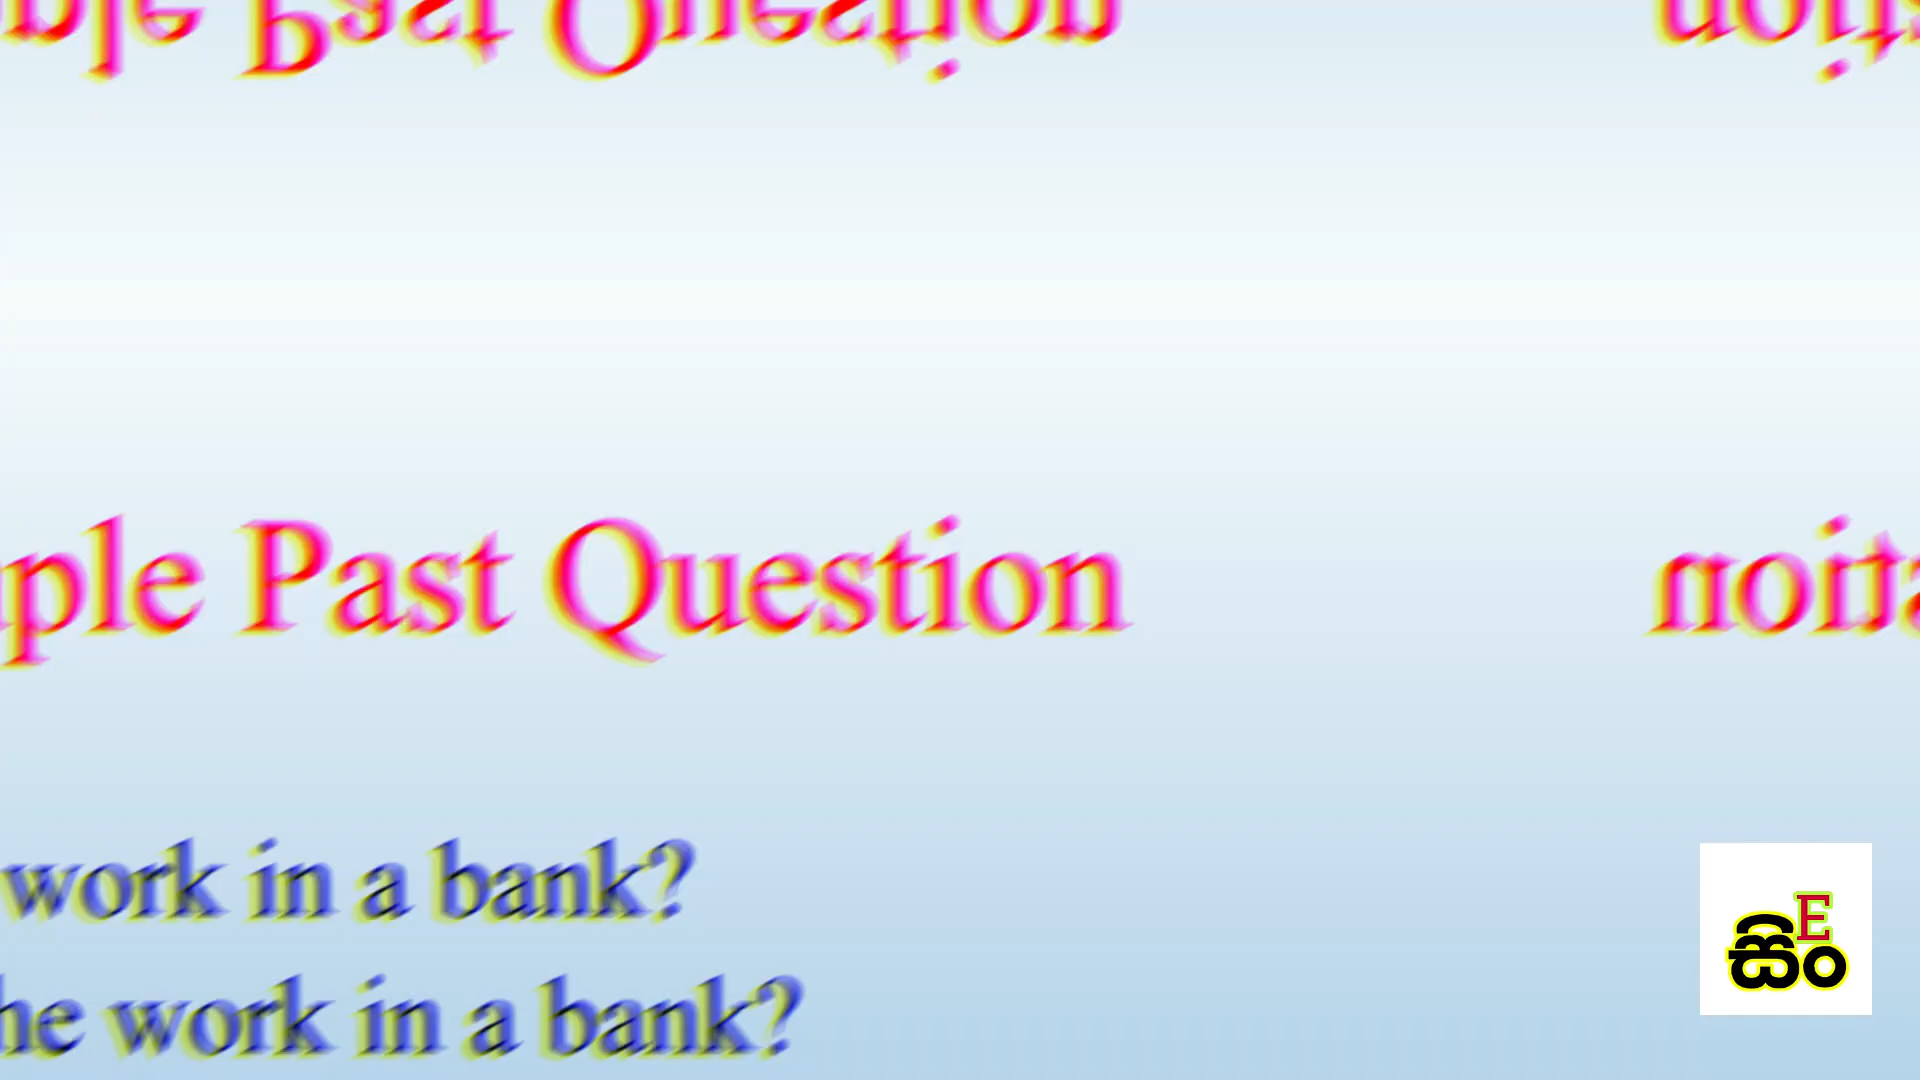 ple Past Question
work in a bank?
he work in a bank?
E
සිං